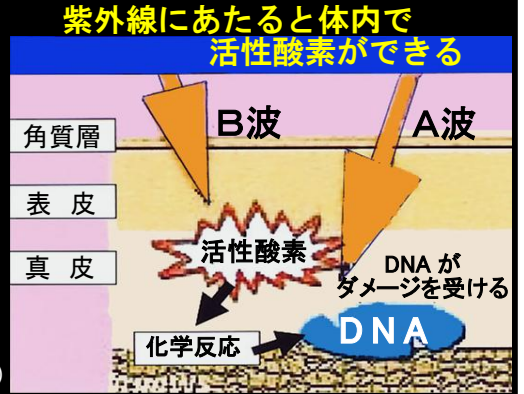 紫外線にあたると体内で
活性酸素ができる
B波
A波
角質層
表 皮
活性酸素
真 皮
DNA が
ダメージを受ける
DNA
化学反応